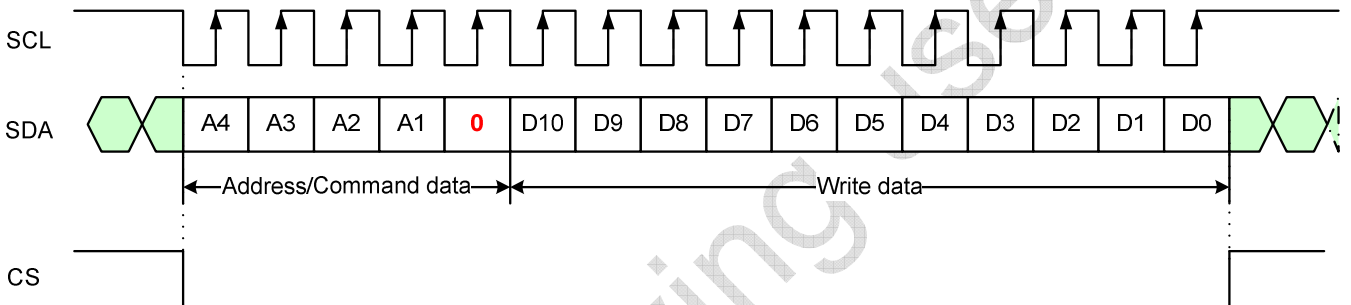 SCL
SDA A4 A3 A2 A1 0 D10 D9 D8 D7 D6 D5 D4 D3 D2 D1 D0
Address/Command data Write data
CS